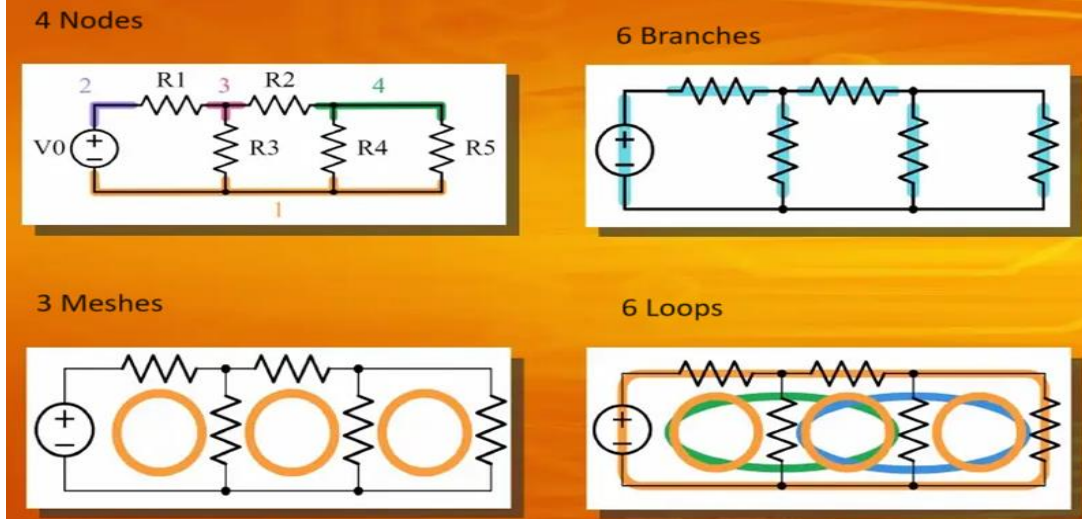 4 Nodes
2 R1 3 R2 4
V0 + − R3 R4 R5
1
6 Branches
+
−
3 Meshes
+
−
6 Loops
+
−